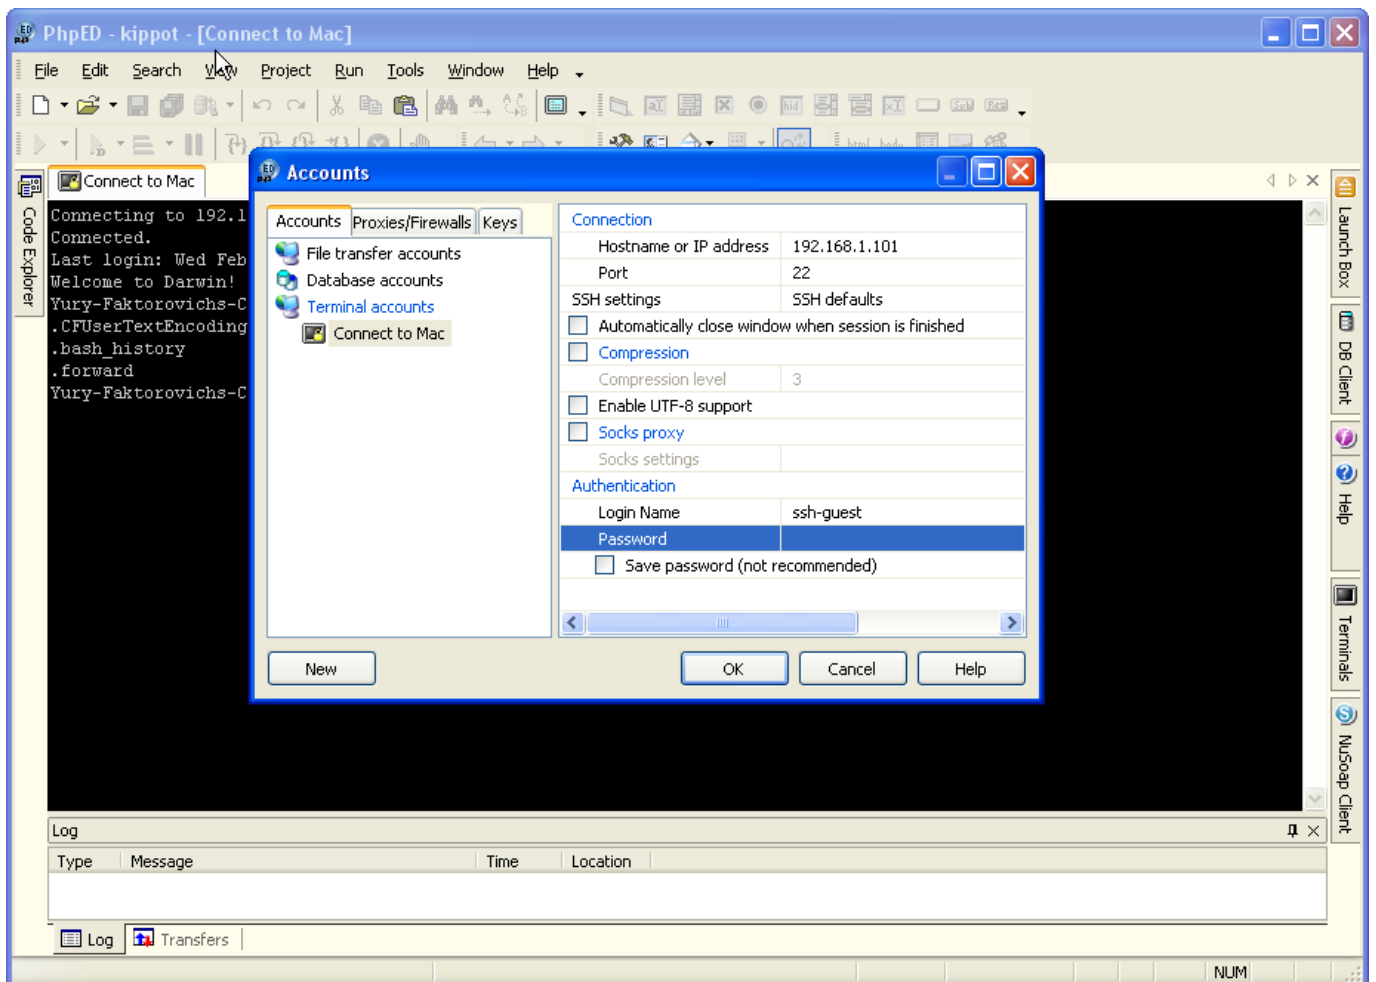 PhpED - kippot - [Connect to Mac]
File Edit Search View Project Run Tools Window Help
Connect to Mac
Code Explorer
Connecting to 192.1
Connected.
Last login: Wed Feb
Welcome to Darwin!
Yury-Faktorovichs-C
.CFUserTextEncoding
.bash_history
.forward
Yury-Faktorovichs-C
Accounts
Accounts Proxies/Firewalls Keys
File transfer accounts
Database accounts
Terminal accounts
Connect to Mac
Connection
Hostname or IP address 192.168.1.101
Port 22
SSH settings SSH defaults
Automatically close window when session is finished
Compression
Compression level 3
Enable UTF-8 support
Socks proxy
Socks settings
Authentication
Login Name ssh-guest
Password
Save password (not recommended)
New OK Cancel Help
Launch Box
DB Client
Help
Terminals
NuSoap Client
Log
Type Message Time Location
Log Transfers
NUM